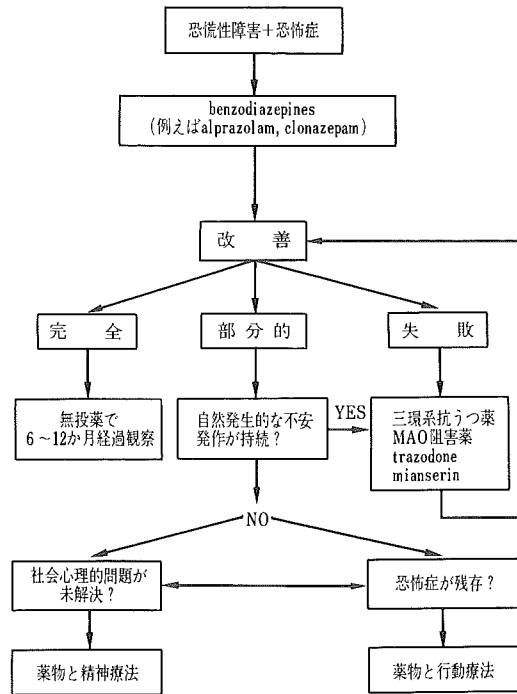 恐慌性障害+恐怖症
benzodiazepines
(例えばalprazolam, clonazepam)
改 善
完 全
部 分 的
失 敗
無投薬で
6~12か月経過観察
自然発生的な不安
発作が持続?
YES
三環系抗うつ薬
MAO阻害薬
trazodone
mianserin
NO
社会心理的問題が
未解決?
恐怖症が残存?
薬物と精神療法
薬物と行動療法